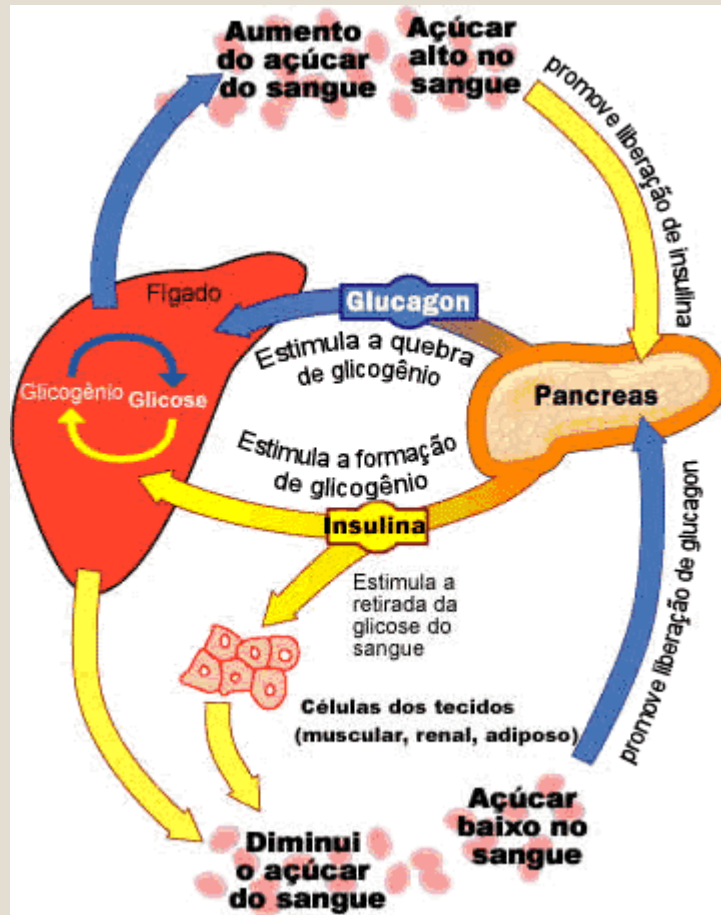 Aumento
do açúcar
do sangue
Açúcar
alto no
sangue
promove liberação de insulina
Fígado
Glucagon
Estimula a quebra
de glicogênio
Glicogênio
Glicose
Pancreas
Estimula a formação
de glicogênio
Insulina
Estimula a
retirada da
glicose do
sangue
promove liberação de glucagon
Células dos tecidos
(muscular, renal, adiposo)
Açúcar
baixo no
sangue
Diminui
o açúcar
do sangue